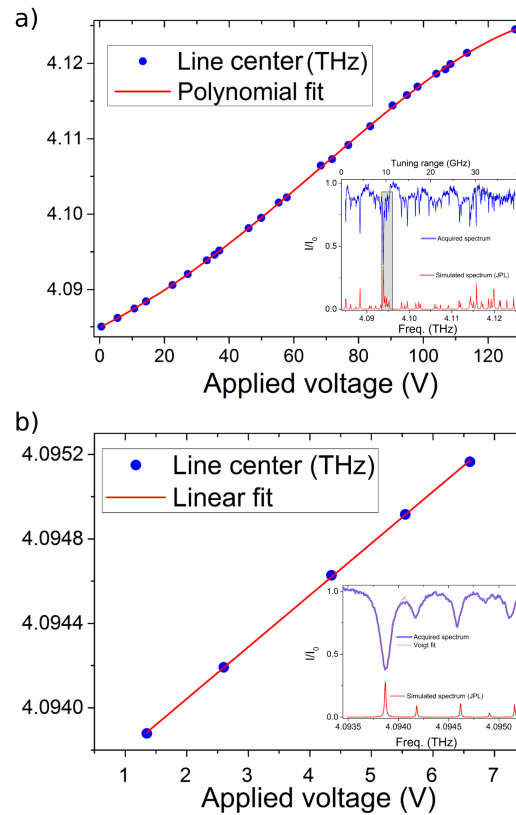 a)
4.12
4.11
4.10
4.09
Line center (THz)
Polynomial fit
Tuning range (GHz)
0 10 20 30
1.0
0.5
0.0
I/I0
Acquired spectrum
Simulated spectrum (JPL)
4.09 4.10 4.11 4.12
Freq. (THz)
0 20 40 60 80 100 120
Applied voltage (V)
b)
4.0952
4.0948
4.0944
4.0940
Line center (THz)
Linear fit
1.0
0.5
0.0
I/I0
Acquired spectrum
Voigt fit
Simulated spectrum (JPL)
4.0935 4.0940 4.0945 4.0950
Freq. (THz)
1 2 3 4 5 6 7
Applied voltage (V)